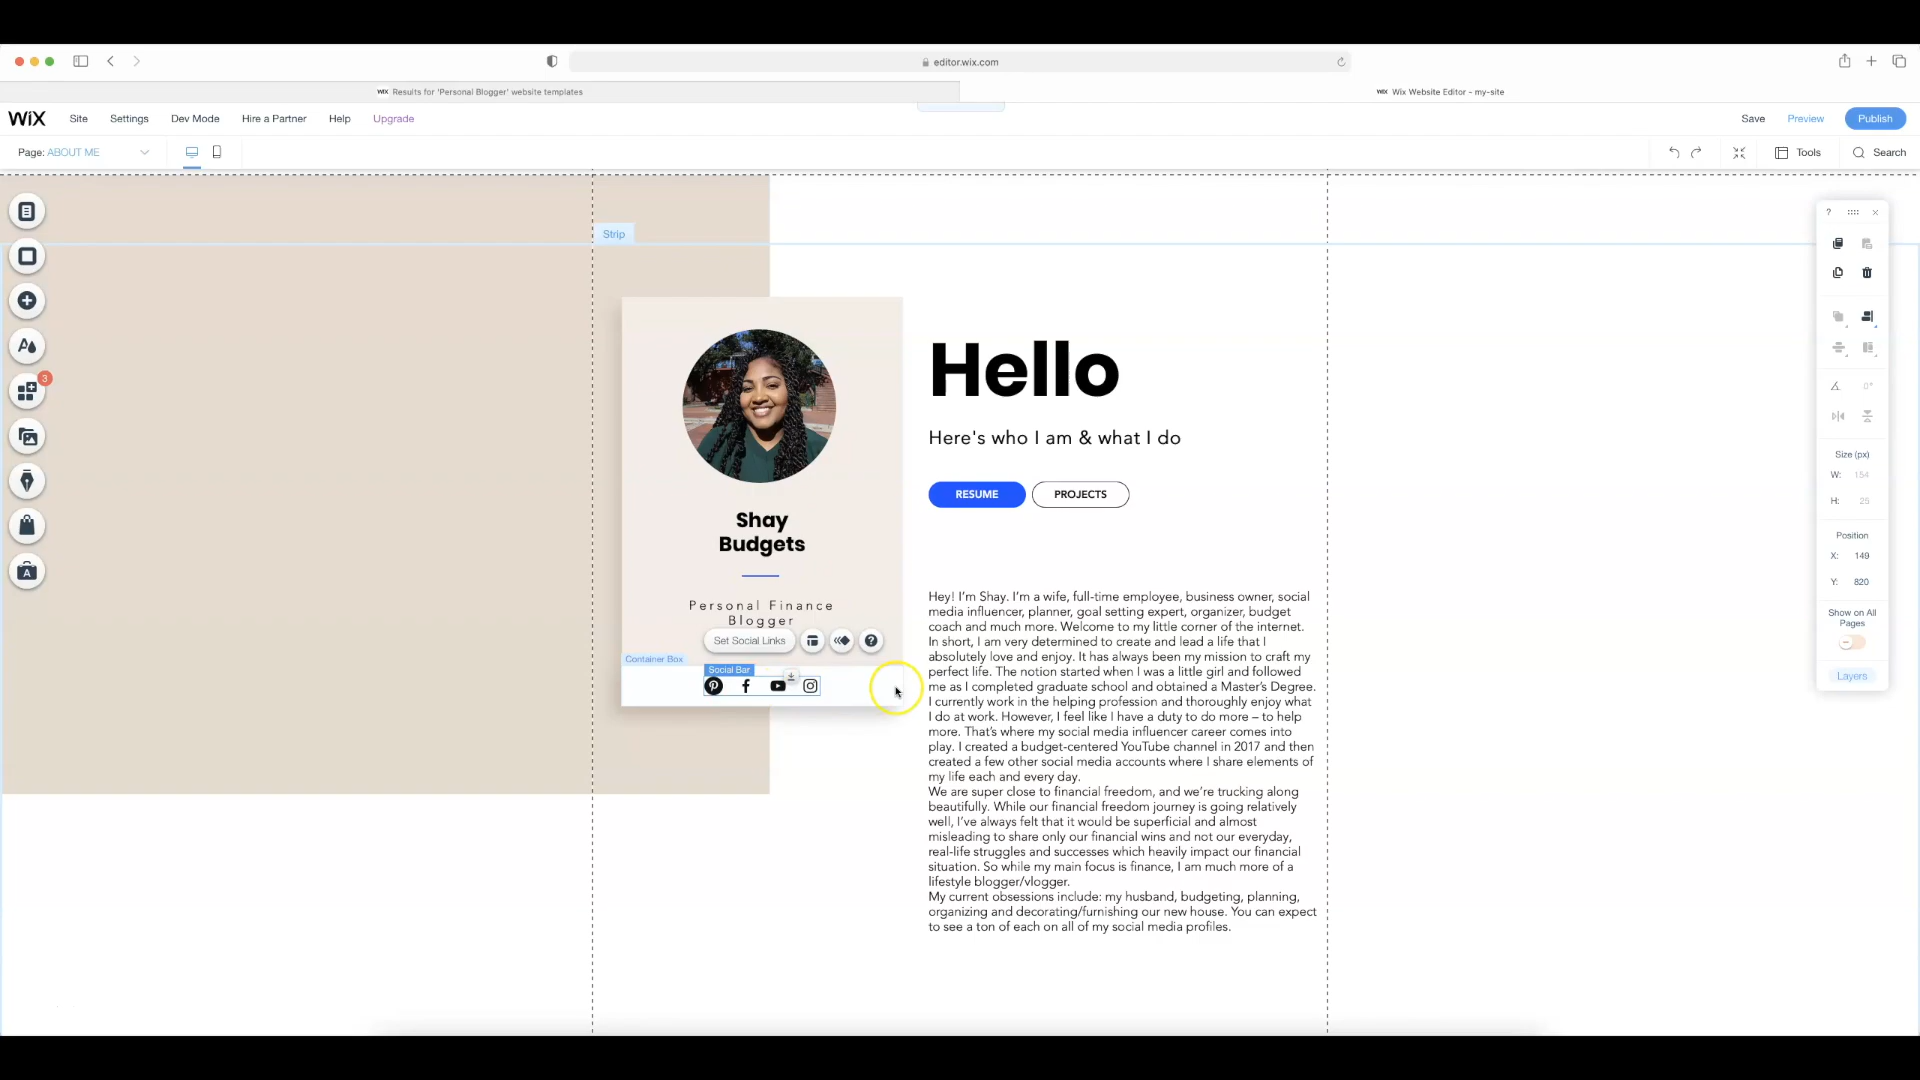 editor.wix.com
WIX Results for 'Personal Blogger' website templates
WIX Wix Website Editor - my-site
WIX Site Settings Dev Mode Hire a Partner Help Upgrade Save Preview Publish
Page: ABOUT ME Tools Search
Strip
3
Hello
Here's who I am & what I do
RESUME PROJECTS
Shay
Budgets
Personal Finance
Blogger
Set Social Links
Container Box
Social Bar
Hey! I'm Shay. I'm a wife, full-time employee, business owner, social
media influencer, planner, goal setting expert, organizer, budget
coach and much more. Welcome to my little corner of the internet.
In short, I am very determined to create and lead a life that I
absolutely love and enjoy. It has always been my mission to craft my
perfect life. The notion started when I was a little girl and followed
me as I completed graduate school and obtained a Master's Degree.
I currently work in the helping profession and thoroughly enjoy what
I do at work. However, I feel like I have a duty to do more – to help
more. That's where my social media influencer career comes into
play. I created a budget-centered YouTube channel in 2017 and then
created a few other social media accounts where I share elements of
my life each and every day.
We are super close to financial freedom, and we're trucking along
beautifully. While our financial freedom journey is going relatively
well, I've always felt that it would be superficial and almost
misleading to share only our financial wins and not our everyday,
real-life struggles and successes which heavily impact our financial
situation. So while my main focus is finance, I am much more of a
lifestyle blogger/vlogger.
My current obsessions include: my husband, budgeting, planning,
organizing and decorating/furnishing our new house. You can expect
to see a ton of each on all of my social media profiles.
?
.0°
Size (px)
W: 154
H: 25
Position
X: 149
Y: 820
Show on All
Pages
Layers